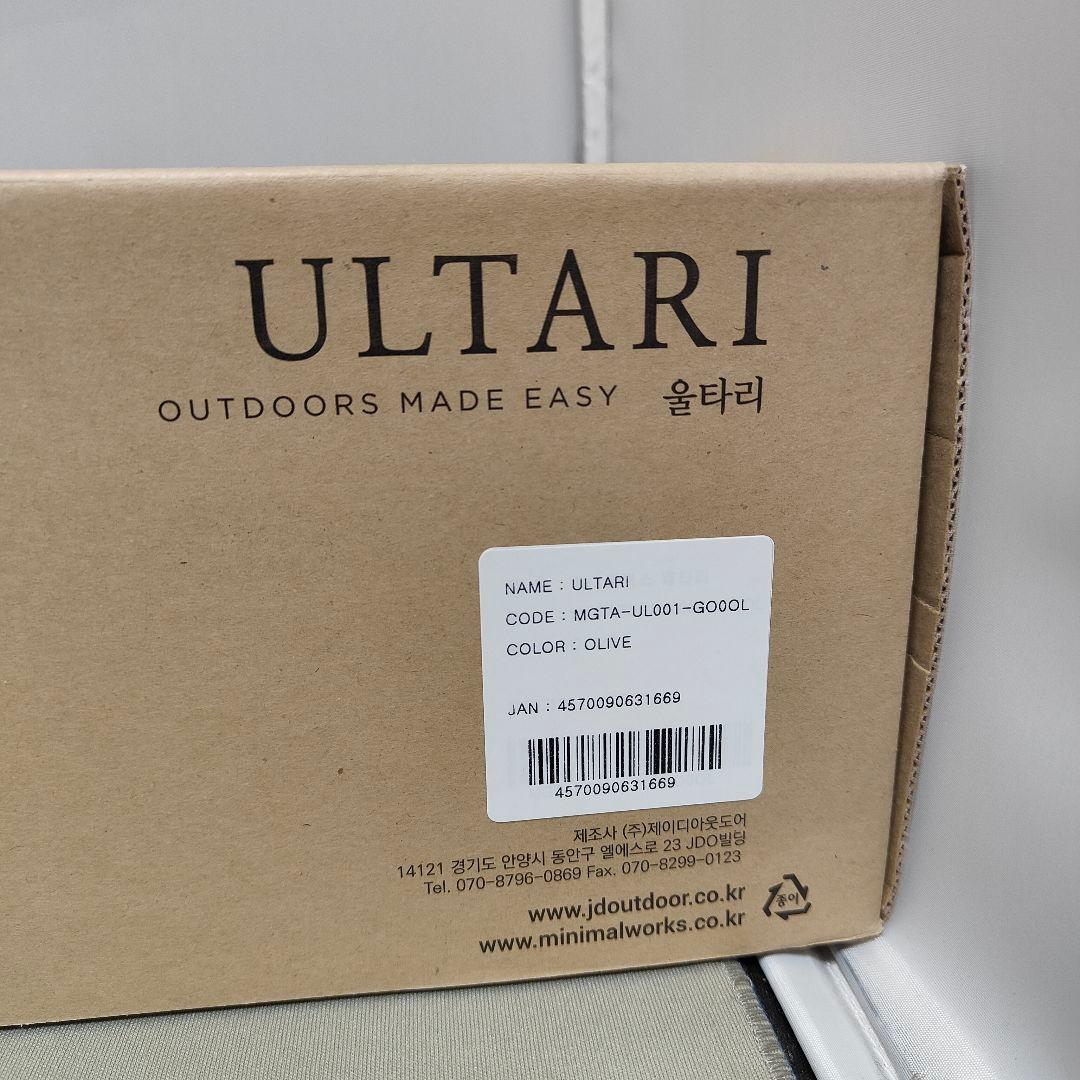 ULTARI
OUTDOORS MADE EASY 울타리
NAME : ULTARI
CODE : MGTA-UL001-GO0OL
COLOR : OLIVE
JAN : 4570090631669
4570090631669
제조사 (주)제이디아웃도어
14121 경기도 안양시 동안구 엘에스로 23 JDO빌딩
Tel. 070-8796-0869 Fax. 070-8299-0123
www.jdoutdoor.co.kr
www.minimalworks.co.kr
종이